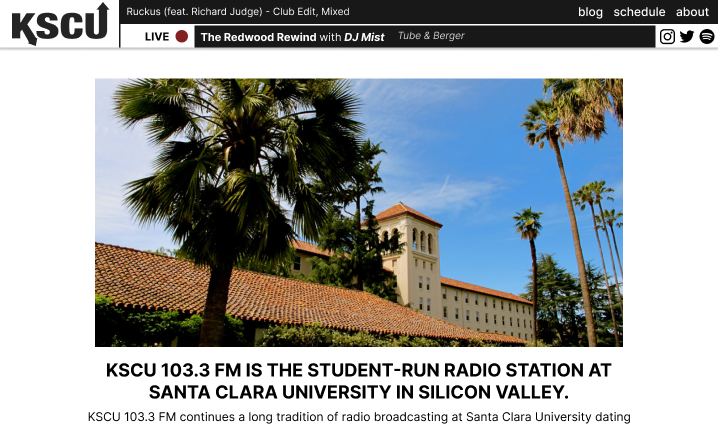 KSCU
Ruckus (feat. Richard Judge) - Club Edit, Mixed
blog schedule about
LIVE
The Redwood Rewind with DJ Mist
Tube & Berger
KSCU 103.3 FM IS THE STUDENT-RUN RADIO STATION AT
SANTA CLARA UNIVERSITY IN SILICON VALLEY.
KSCU 103.3 FM continues a long tradition of radio broadcasting at Santa Clara University dating